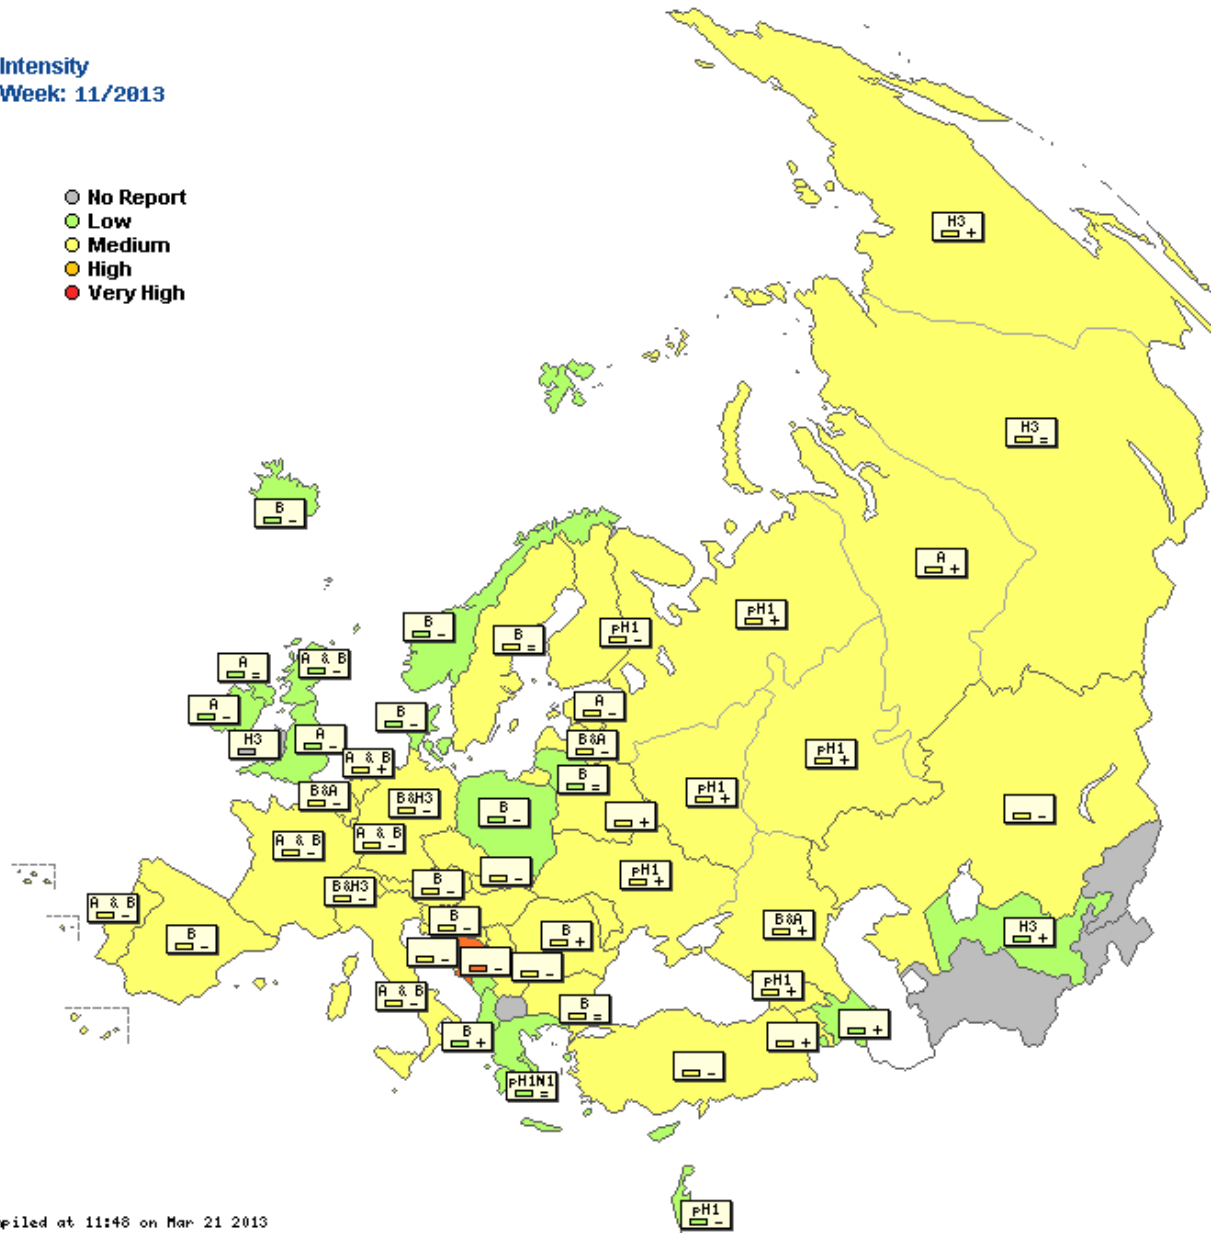 Intensity
Week: 11/2013
No Report
Low
Medium
High
Very High
H3
+
H3
=
B
-
A
+
pH1
+
B
-
B
=
pH1
-
A & B
-
A
=
A
-
B
-
A
-
H3
A
-
B&A
-
A & B
+
pH1
+
B
=
pH1
+
B&A
-
B&H3
-
B
-
+
-
A & B
-
A & B
-
-
pH1
+
B&H3
-
B
-
A & B
-
B
-
B
-
B
+
B&A
+
H3
+
-
-
-
pH1
+
A & B
-
B
=
B
+
+
+
-
pH1N1
=
pH1
-
piled at 11:48 on Mar 21 2013